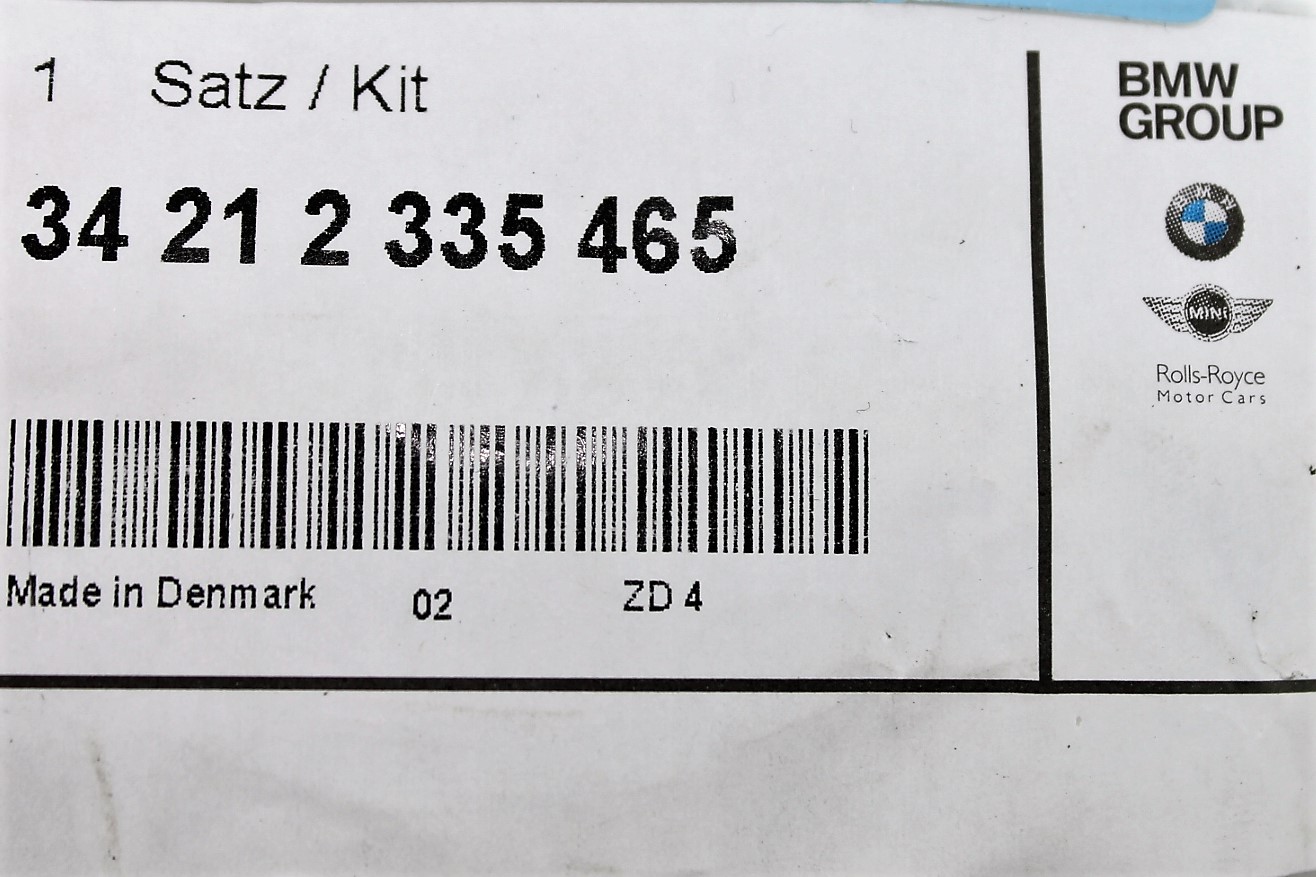 1 Satz / Kit
34 21 2 335 465
Made in Denmark 02 ZD 4
BMW
GROUP
BMW
MINI
Rolls-Royce
Motor Cars